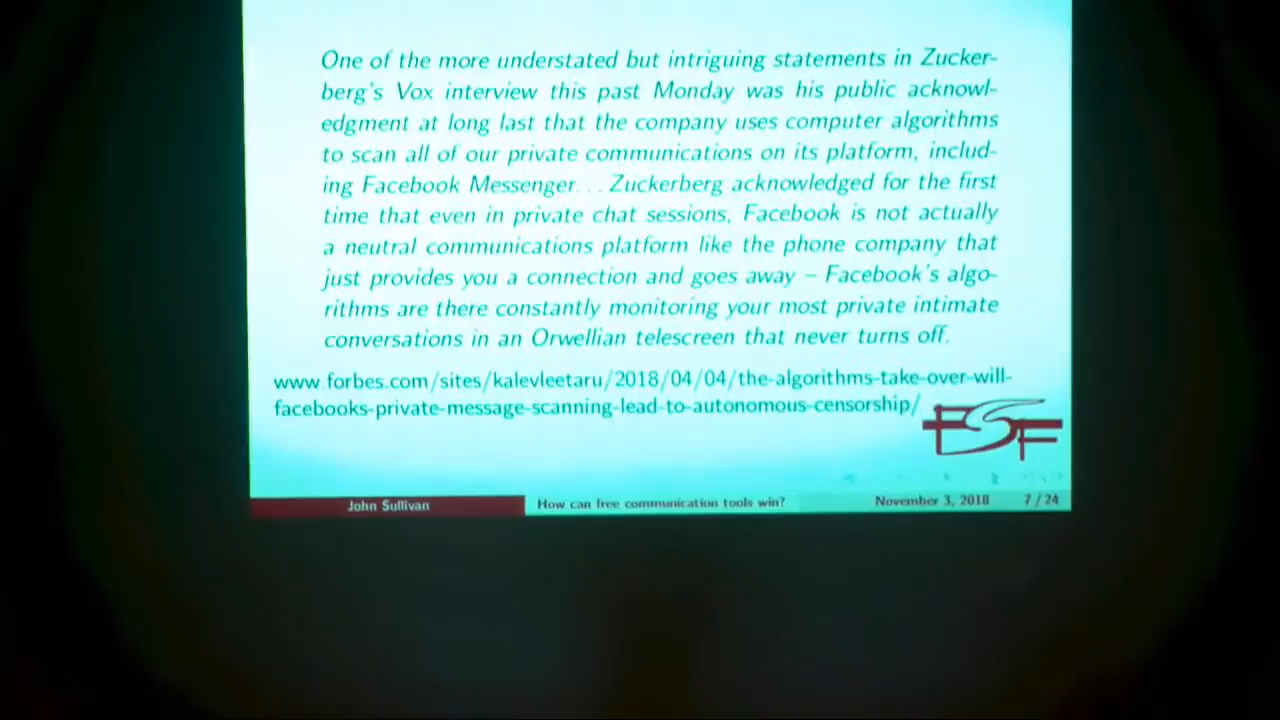 One of the more understated but intriguing statements in Zucker-
berg's Vox interview this past Monday was his public acknowl-
edgment at long last that the company uses computer algorithms
to scan all of our private communications on its platform, includ-
ing Facebook Messenger... Zuckerberg acknowledged for the first
time that even in private chat sessions, Facebook is not actually
a neutral communications platform like the phone company that
just provides you a connection and goes away – Facebook's algo-
rithms are there constantly monitoring your most private intimate
conversations in an Orwellian telescreen that never turns off.
www.forbes.com/sites/kalevleetaru/2018/04/04/the-algorithms-take-over-will-
facebooks-private-message-scanning-lead-to-autonomous-censorship/
FSF
John Sullivan
How can free communication tools win?
November 3, 2018
7 / 24